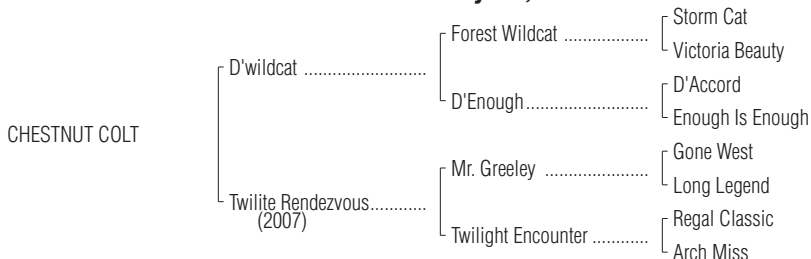 Storm Cat
Forest Wildcat ..................
Victoria Beauty
D'wildcat ..........................
D'Accord
D'Enough..........................
Enough Is Enough
CHESTNUT COLT
Gone West
Mr. Greeley ......................
Long Legend
Twilite Rendezvous............
(2007)
Regal Classic
Twilight Encounter ............
Arch Miss